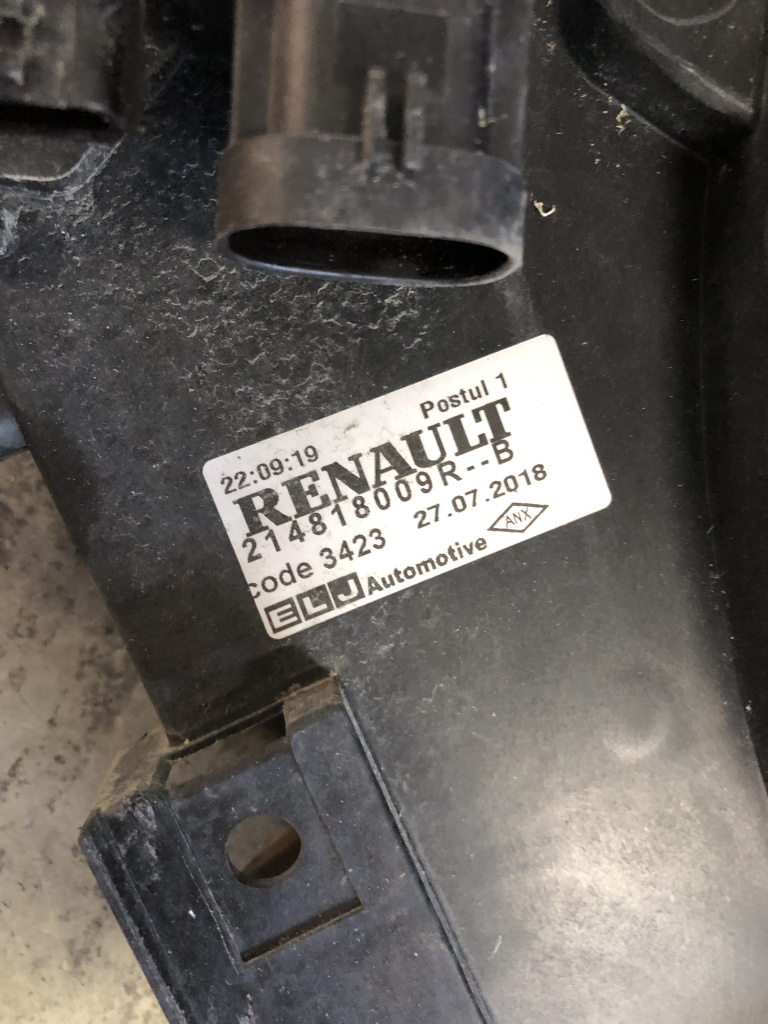 Postul 1
22:09:19
RENAULT
214818009R--B
code 3423 27.07.2018
ANX
ELJ Automotive